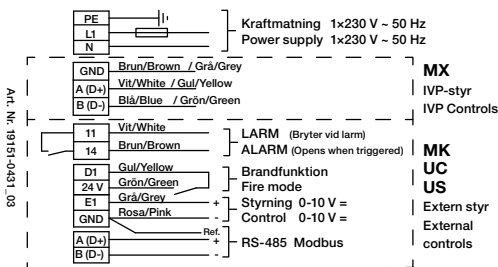 PE
L1
N
Kraftmatning 1×230 V ~ 50 Hz
Power supply 1×230 V ~ 50 Hz
GND Brun/Brown / Grå/Grey
A (D+) Vit/White / Gul/Yellow
B (D-) Blå/Blue / Grön/Green
MX
IVP-styr
IVP Controls
Art. Nr. 19151-0431_03
11 Vit/White
14 Brun/Brown
LARM (Bryter vid larm)
ALARM (Opens when triggered)
D1 Gul/Yellow
24 V Grön/Green
Brandfunktion
Fire mode
E1 Grå/Grey +
GND Rosa/Pink -
Styrning 0-10 V =
Control 0-10 V =
Ref.
A (D+) +
B (D-) -
RS-485 Modbus
MK
UC
US
Extern styr
External
controls